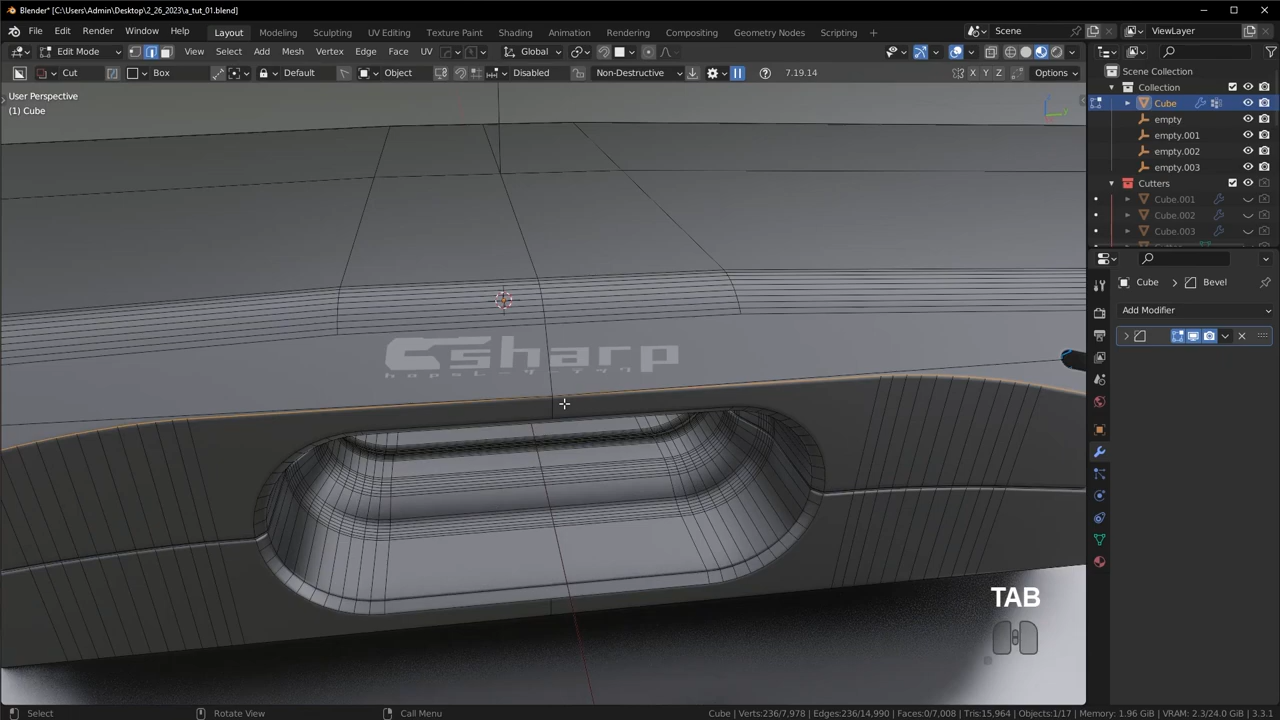 Blender* [C:\Users\Admin\Desktop\2_26_2023\a_tut_01.blend]
File Edit Render Window Help Layout Modeling Sculpting UV Editing Texture Paint Shading Animation Rendering Compositing Geometry Nodes Scripting Scene ViewLayer
Edit Mode View Select Add Mesh Vertex Edge Face UV Global
Cut Box Default Object Disabled Non-Destructive 7.19.14 X Y Z Options
User Perspective
(1) Cube
Scene Collection
Collection
Cube
empty
empty.001
empty.002
empty.003
Cutters
Cube.001
Cube.002
Cube.003
Cube Bevel
Add Modifier
Csharp
TAB
Select Rotate View Call Menu
Cube | Verts:236/7,978 | Edges:236/14,990 | Faces:0/7,008 | Tris:15,964 | Objects:1/17 | Memory: 1.96 GiB | VRAM: 2.3/24.0 GiB | 3.3.1